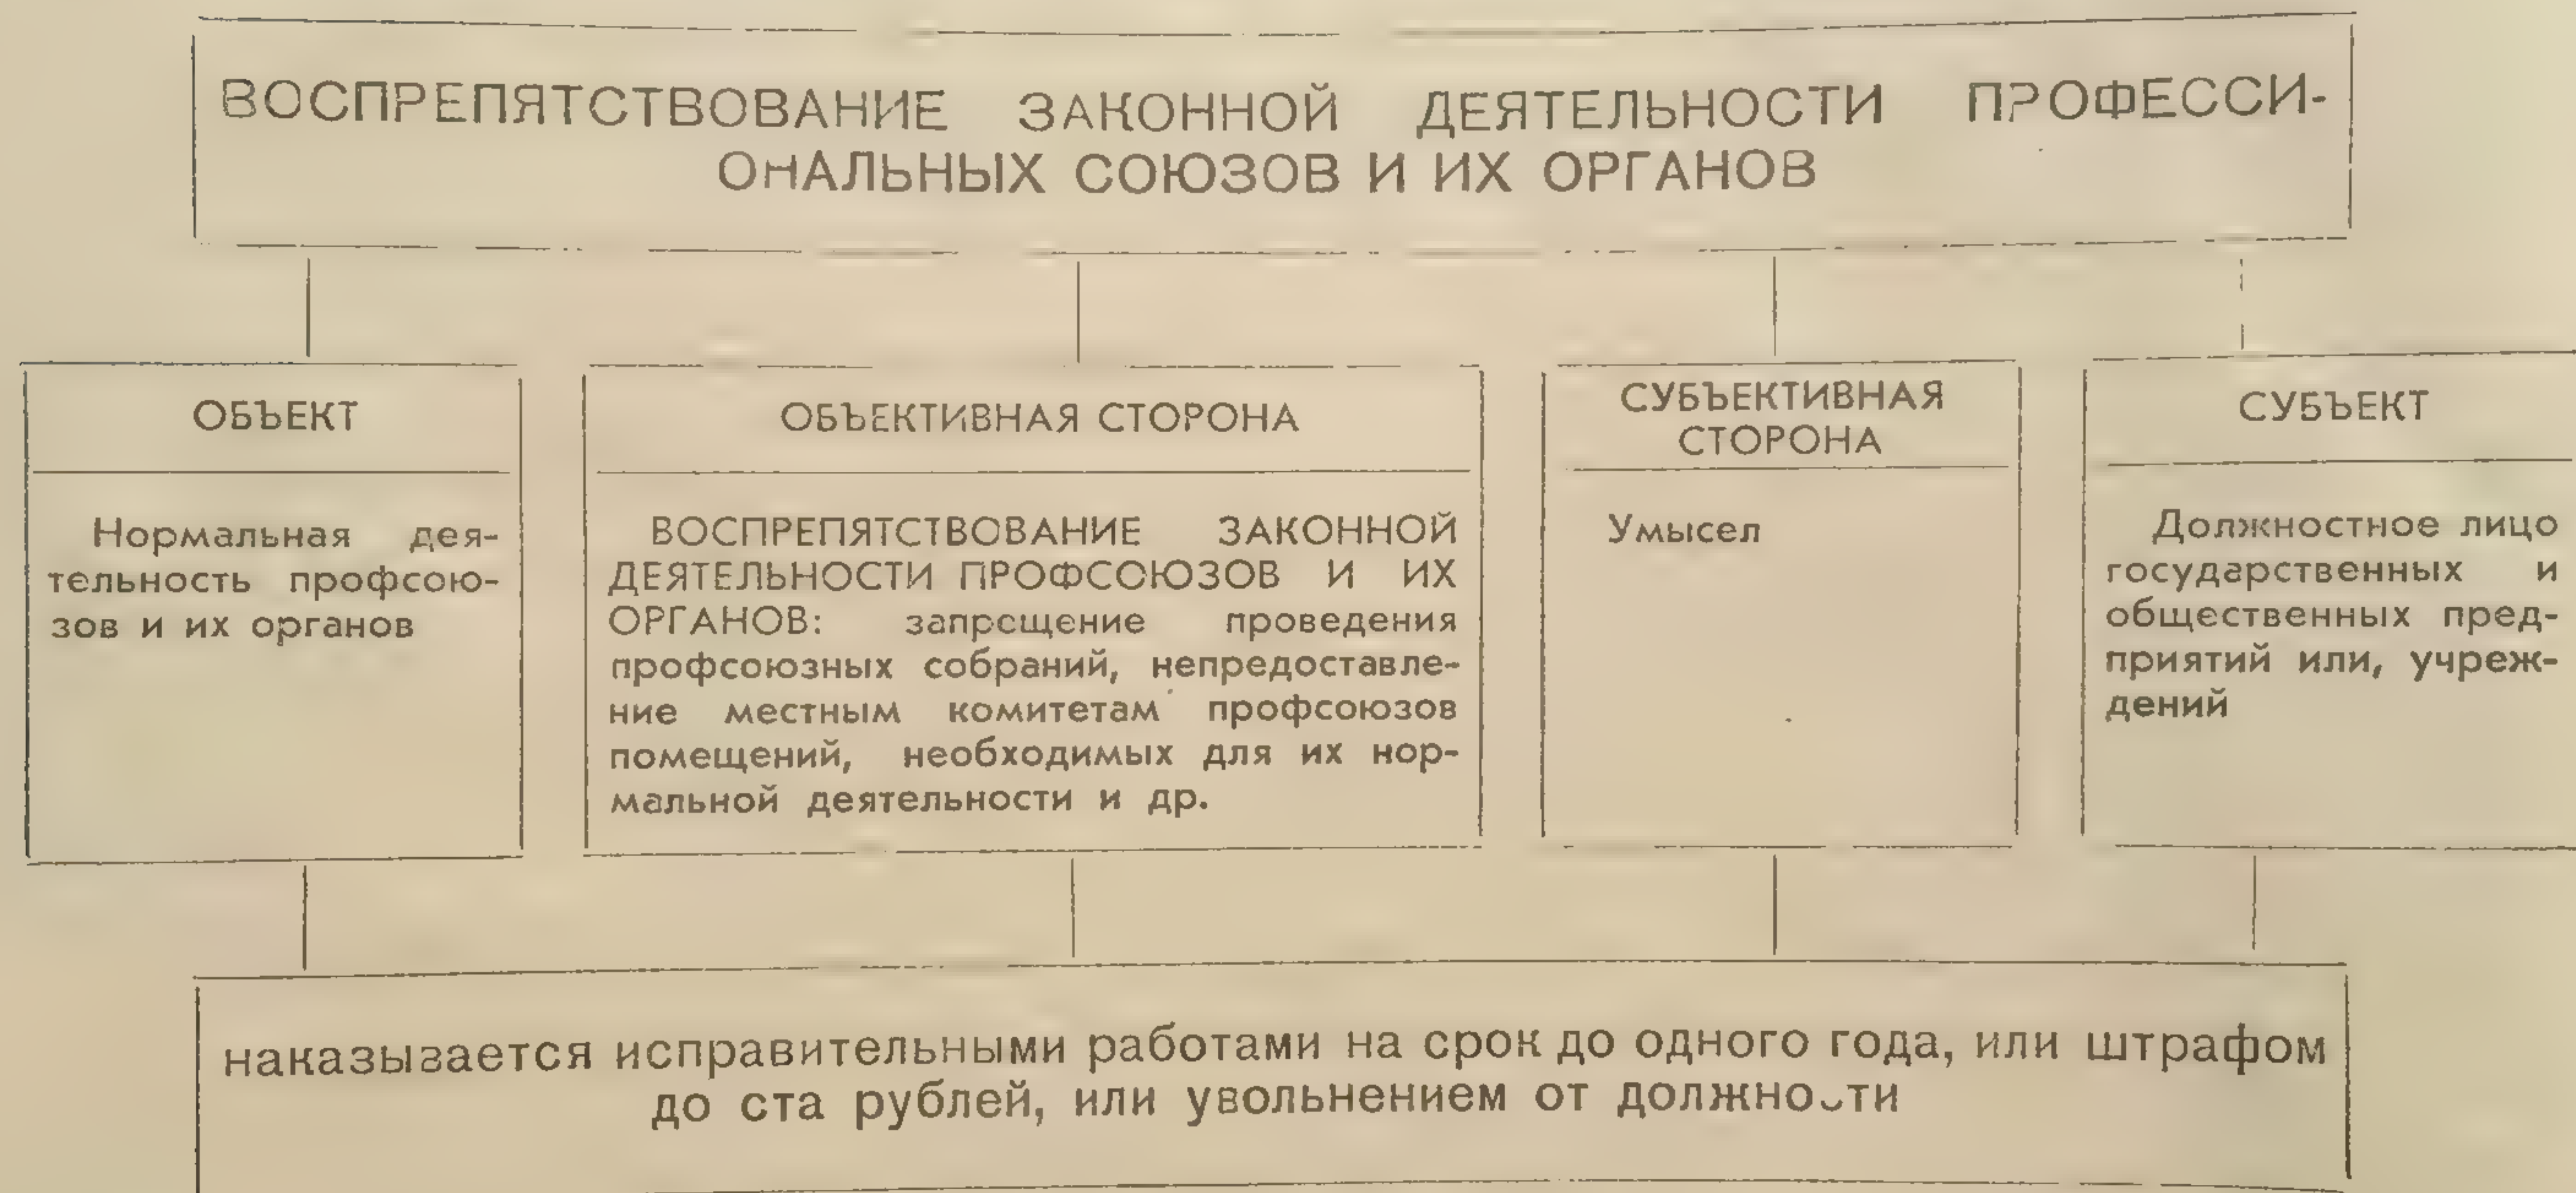 ВОСПРЕПЯТСТВОВАНИЕ ЗАКОННОЙ ДЕЯТЕЛЬНОСТИ ПРОФЕССИ-
ОНАЛЬНЫХ СОЮЗОВ И ИХ ОРГАНОВ
ОБЪЕКТ
Нормальная дея-
тельность профсою-
зов и их органов
ОБЪЕКТИВНАЯ СТОРОНА
ВОСПРЕПЯТСТВОВАНИЕ ЗАКОННОЙ
ДЕЯТЕЛЬНОСТИ ПРОФСОЮЗОВ И ИХ
ОРГАНОВ: запрещение проведения
профсоюзных собраний, непредоставле-
ние местным комитетам профсоюзов
помещений, необходимых для их нор-
мальной деятельности и др.
СУБЪЕКТИВНАЯ
СТОРОНА
Умысел
СУБЪЕКТ
Должностное лицо
государственных и
общественных пред-
приятий или, учреж-
дений
наказывается исправительными работами на срок до одного года, или штрафом
до ста рублей, или увольнением от должности